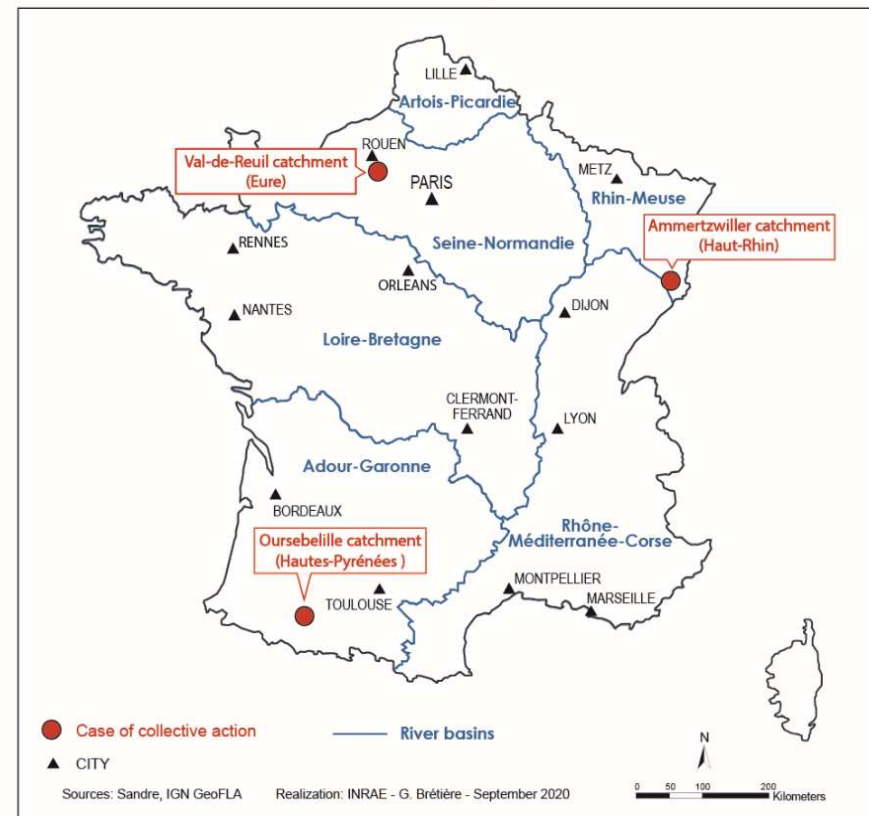 LILLE
Artois-Picardie
ROUEN
Val-de-Reuil catchment
(Eure)
PARIS
METZ
Rhin-Meuse
Ammertzwiller catchment
(Haut-Rhin)
Seine-Normandie
RENNES
ORLEANS
NANTES
DIJON
Loire-Bretagne
CLERMONT-
FERRAND
LYON
Adour-Garonne
BORDEAUX
Rhône-
Méditerranée-Corse
Oursebelille catchment
(Hautes-Pyrénées )
TOULOUSE
MONTPELLIER
MARSEILLE
Case of collective action
River basins
CITY
N
Sources: Sandre, IGN GeoFLA
Realization: INRAE - G. Brétière - September 2020
0 50 100 200
Kilometers